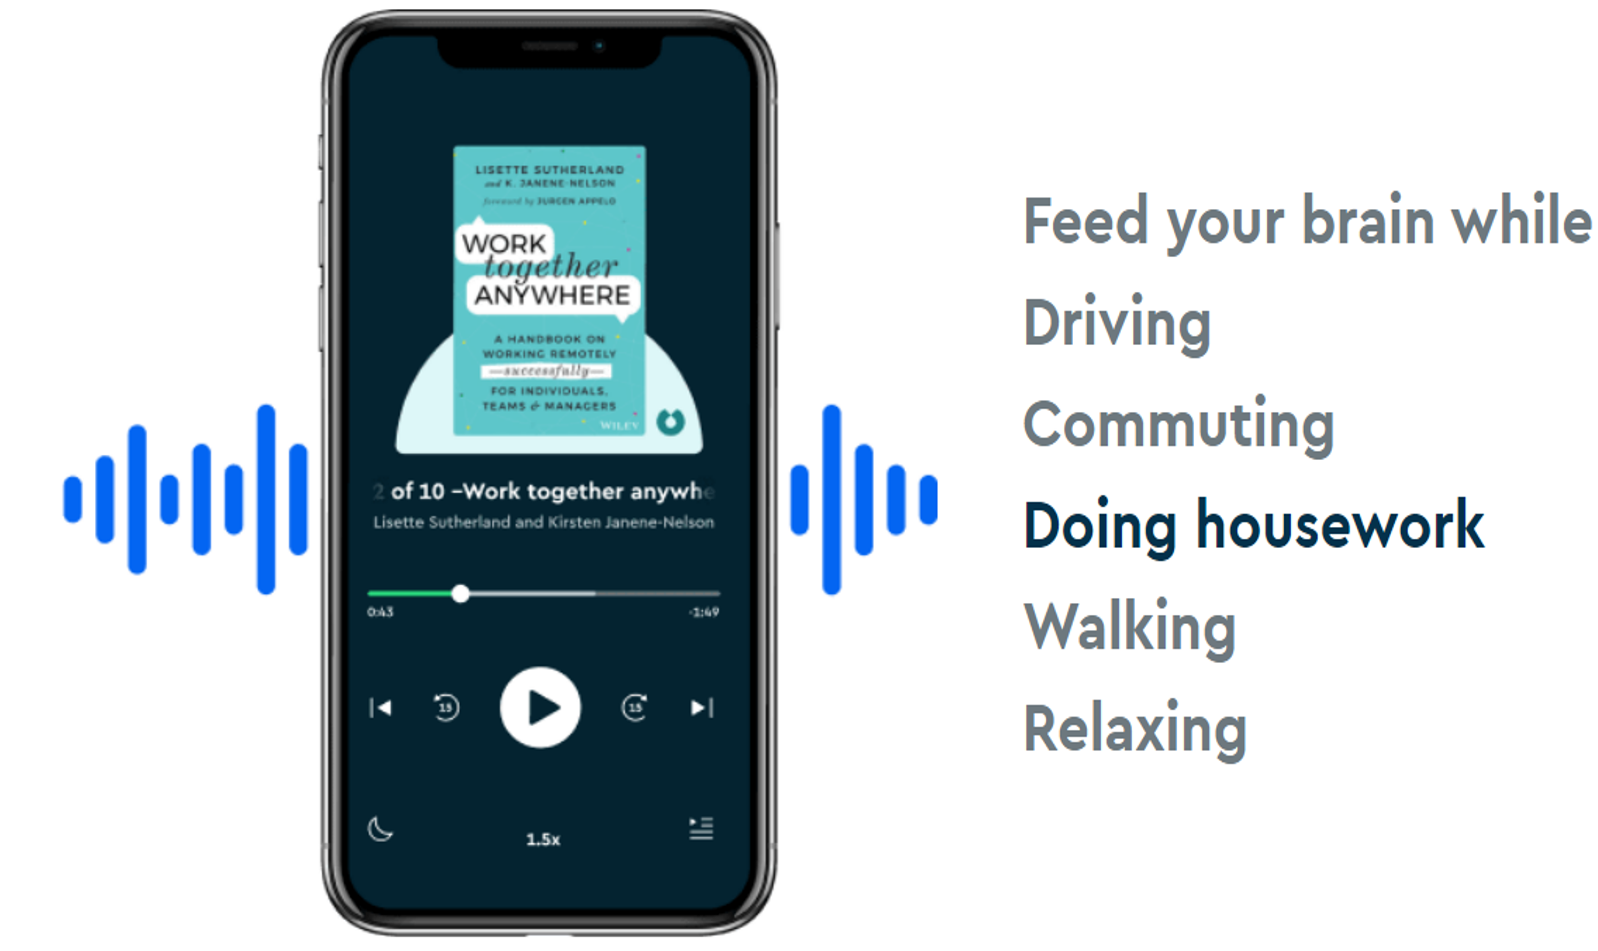 LISETTE SUTHERLAND
and K. JANENE-NELSON
foreword by JURGEN APPELO
WORK
together
ANYWHERE
A HANDBOOK ON
WORKING REMOTELY
—successfully—
FOR INDIVIDUALS,
TEAMS & MANAGERS
WILEY
2 of 10 –Work together anywhe
Lisette Sutherland and Kirsten Janene-Nelson
0:43
-1:49
15
15
1.5x
Feed your brain while
Driving
Commuting
Doing housework
Walking
Relaxing